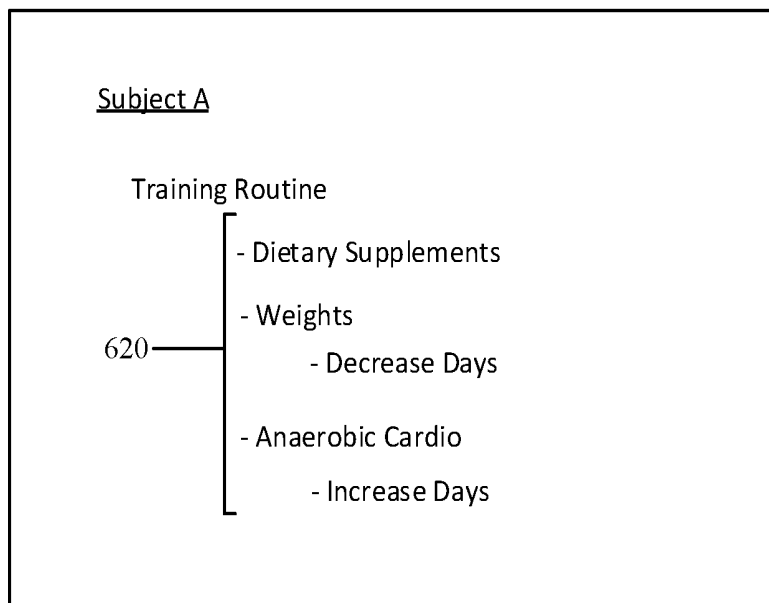 Subject A
Training Routine
- Dietary Supplements
- Weights
- Decrease Days
620
- Anaerobic Cardio
- Increase Days